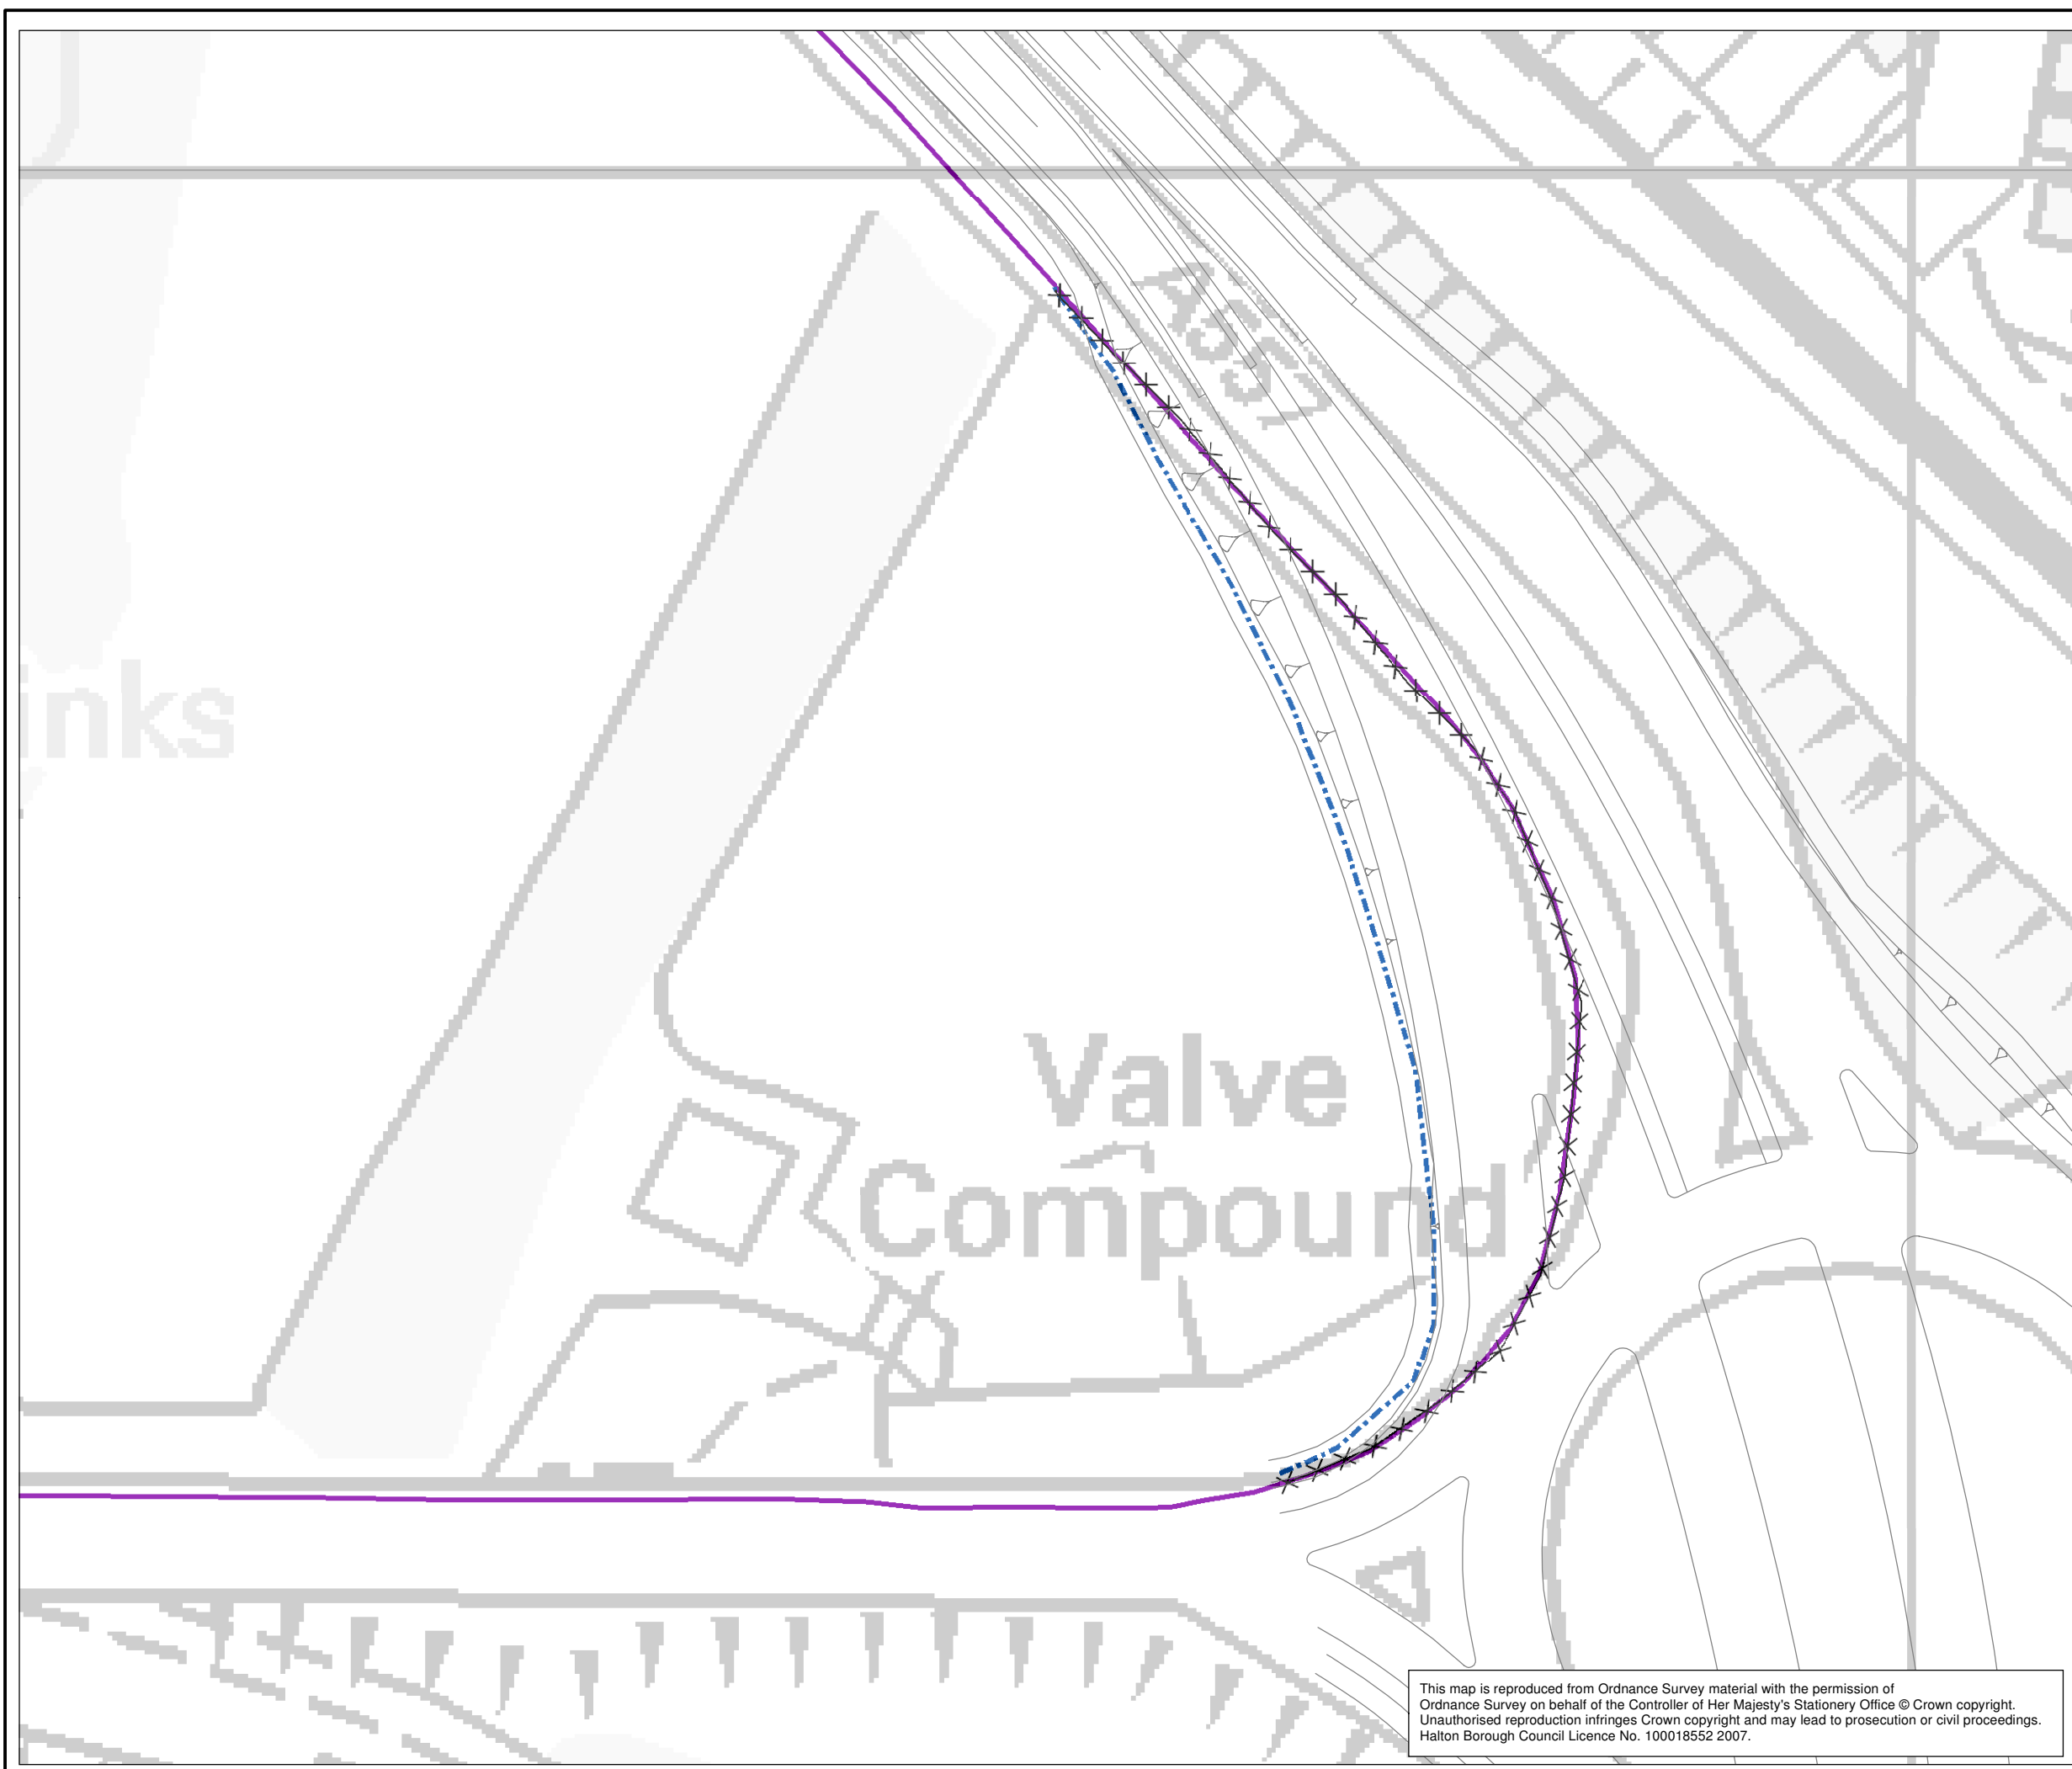 A557
inks
Valve
Compound
This map is reproduced from Ordnance Survey material with the permission of
Ordnance Survey on behalf of the Controller of Her Majesty's Stationery Office © Crown copyright.
Unauthorised reproduction infringes Crown copyright and may lead to prosecution or civil proceedings.
Halton Borough Council Licence No. 100018552 2007.